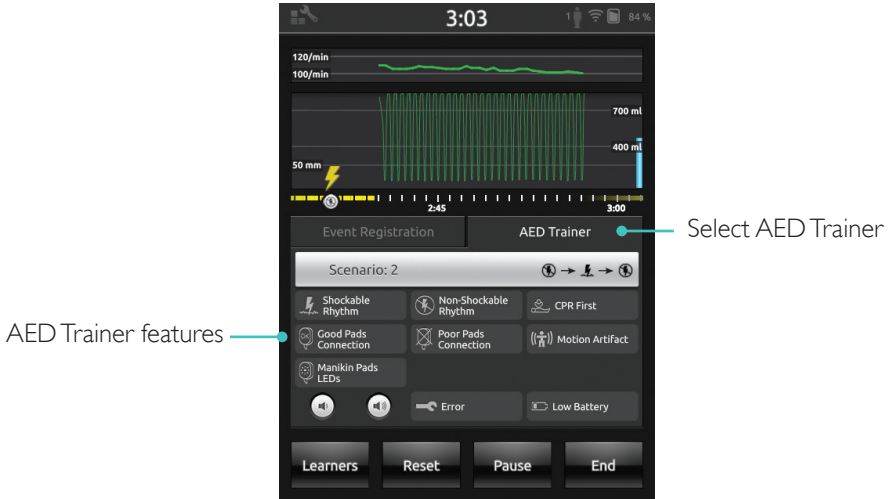 3:03
1
84 %
120/min
100/min
700 ml
400 ml
50 mm
2:45
3:00
Event Registration
AED Trainer
Select AED Trainer
Scenario: 2
Shockable
Rhythm
Non-Shockable
Rhythm
CPR First
AED Trainer features
OK
Good Pads
Connection
Poor Pads
Connection
Motion Artifact
Manikin Pads
LEDs
Error
Low Battery
Learners
Reset
Pause
End